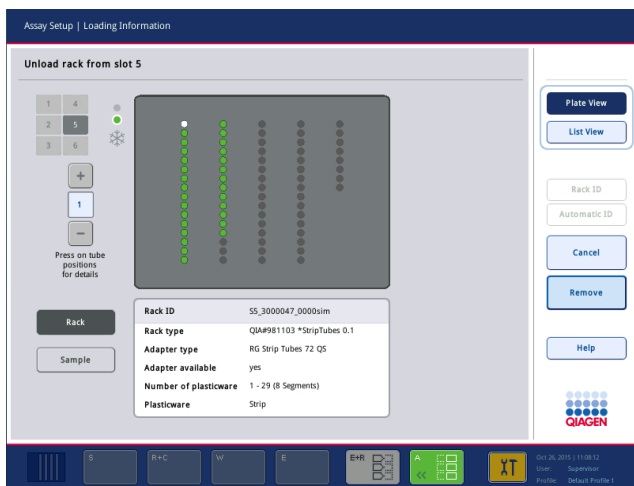 Assay Setup | Loading Information
Unload rack from slot 5
1 4
2 5
3 6
+
1
−
Press on tube
positions
for details
Rack
Sample
Rack ID S5_3000047_0000sim
Rack type QIA#981103 *StripTubes 0.1
Adapter type RG Strip Tubes 72 QS
Adapter available yes
Number of plasticware 1 - 29 (8 Segments)
Plasticware Strip
Plate View
List View
Rack ID
Automatic ID
Cancel
Remove
Help
QIAGEN
S R+C W E E+R A
«
Oct 26, 2015 | 11:08:12
User: Supervisor
Profile: Default Profile 1